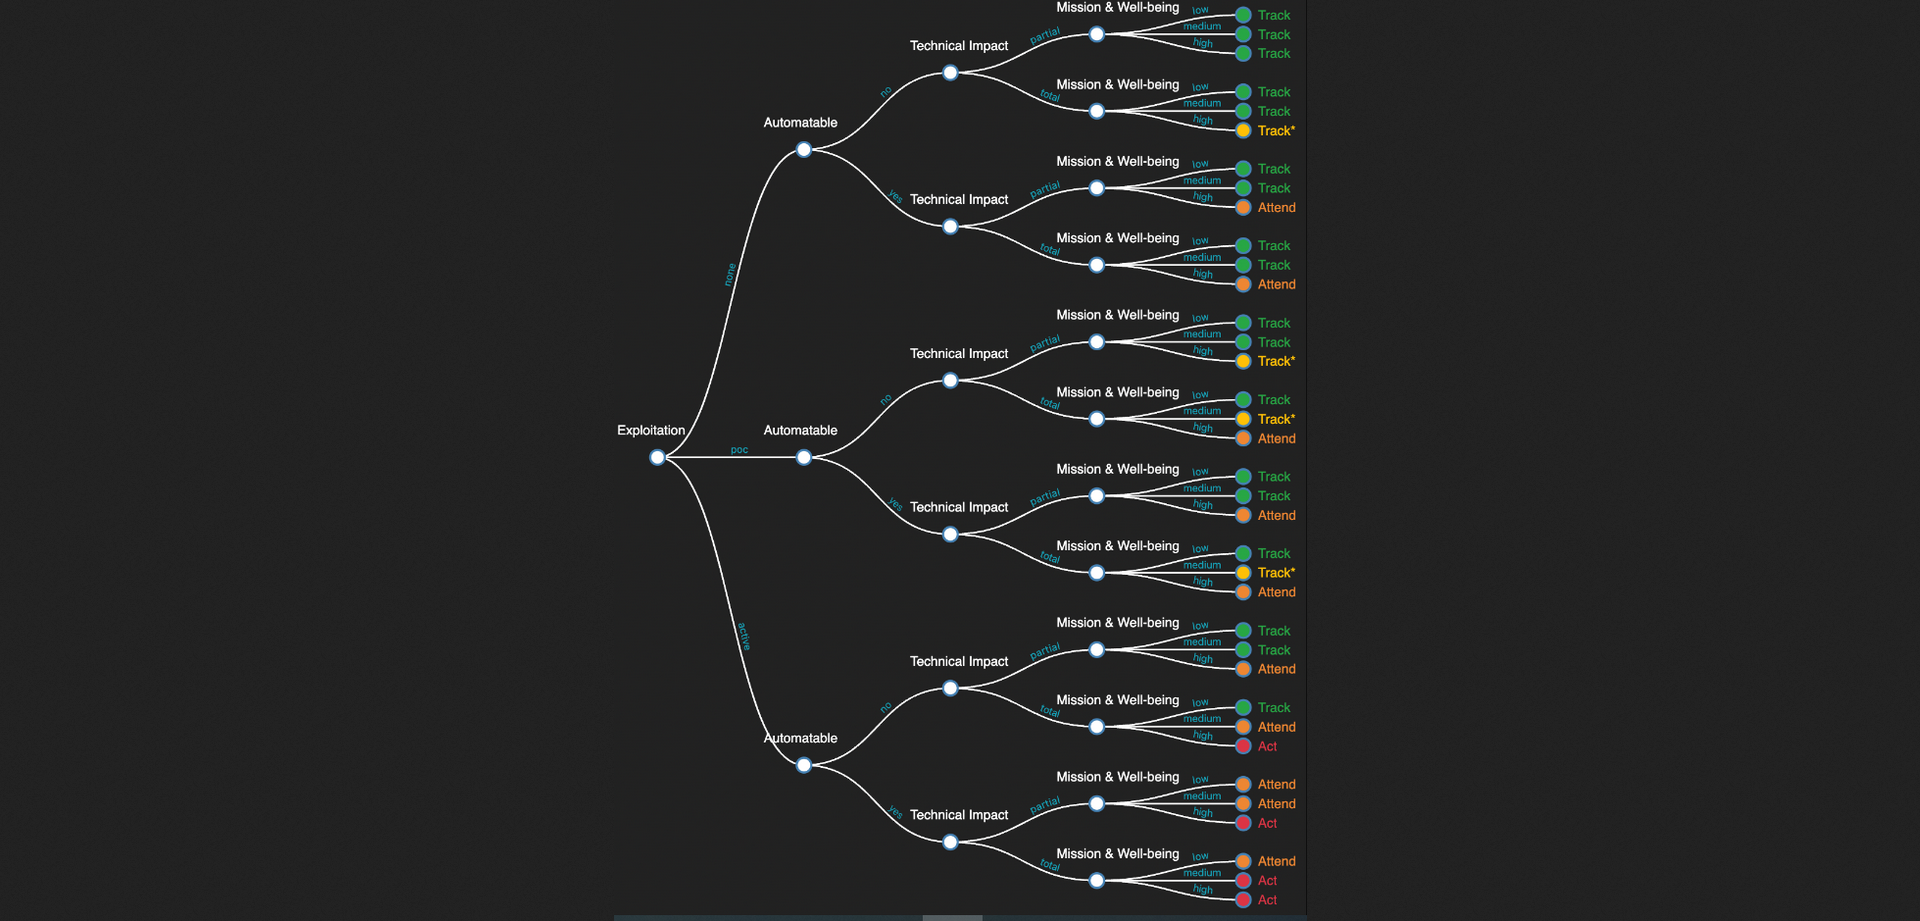 Mission & Well-being
low
Track
medium
Track
high
Track
Technical Impact
partial
total
Mission & Well-being
low
Track
medium
Track
high
Track*
Automatable
no
yes
Technical Impact
partial
total
Mission & Well-being
low
Track
medium
Track
high
Attend
Mission & Well-being
low
Track
medium
Track
high
Attend
none
Exploitation
poc
active
Automatable
no
yes
Technical Impact
partial
total
Mission & Well-being
low
Track
medium
Track
high
Track*
Mission & Well-being
low
Track
medium
Track*
high
Attend
Technical Impact
partial
total
Mission & Well-being
low
Track
medium
Track
high
Attend
Mission & Well-being
low
Track
medium
Track*
high
Attend
Automatable
no
yes
Technical Impact
partial
total
Mission & Well-being
low
Track
medium
Track
high
Attend
Mission & Well-being
low
Track
medium
Attend
high
Act
Technical Impact
partial
total
Mission & Well-being
low
Attend
medium
Attend
high
Act
Mission & Well-being
low
Attend
medium
Act
high
Act